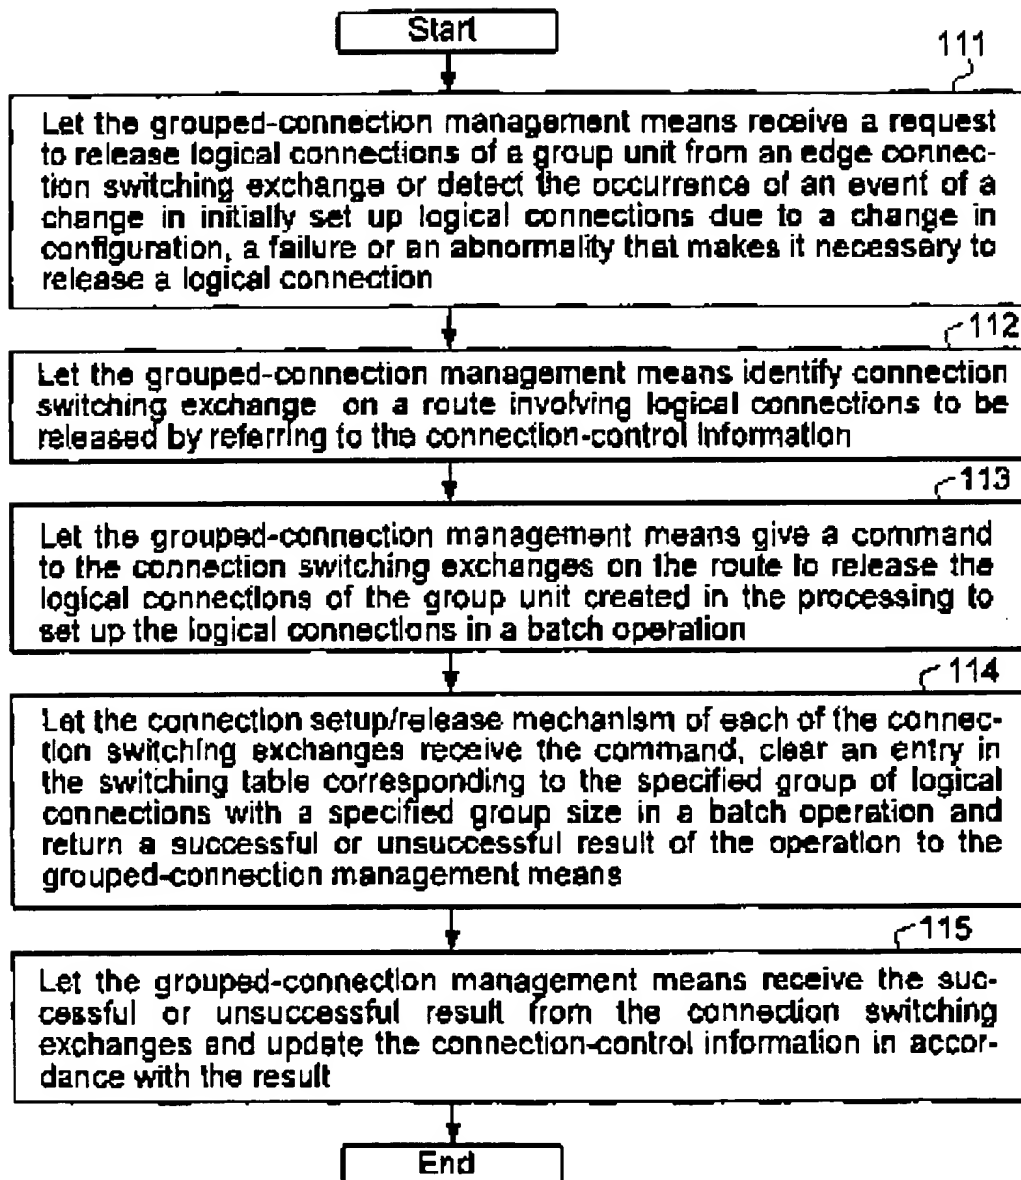 Start
111
Let the grouped-connection management means receive a request
to release logical connections of a group unit from an edge connec-
tion switching exchange or detect the occurrence of an event of a
change in initially set up logical connections due to a change in
configuration, a failure or an abnormality that makes it necessary to
release a logical connection
112
Let the grouped-connection management means identify connection
switching exchange on a route involving logical connections to be
released by referring to the connection-control information
113
Let the grouped-connection management means give a command
to the connection switching exchanges on the route to release the
logical connections of the group unit created in the processing to
set up the logical connections in a batch operation
114
Let the connection setup/release mechanism of each of the connec-
tion switching exchanges receive the command, clear an entry in
the switching table corresponding to the specified group of logical
connections with a specified group size in a batch operation and
return a successful or unsuccessful result of the operation to the
grouped-connection management means
115
Let the grouped-connection management means receive the suc-
cessful or unsuccessful result from the connection switching
exchanges and update the connection-control information in accor-
dance with the result
End